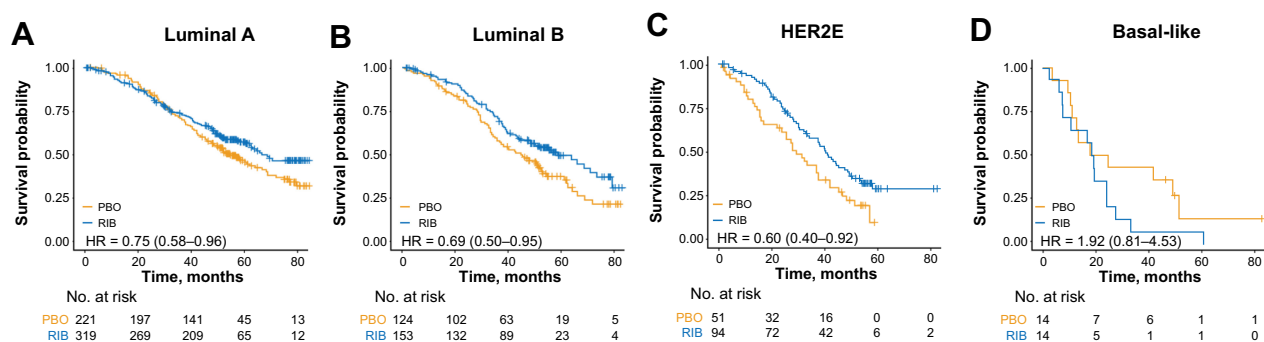 A
Luminal A
Survival probability
1.00
0.75
0.50
0.25
0.00
PBO
RIB
HR = 0.75 (0.58–0.96)
0 20 40 60 80
Time, months
No. at risk
PBO 221 197 141 45 13
RIB 319 269 209 65 12
B
Luminal B
Survival probability
1.00
0.75
0.50
0.25
0.00
PBO
RIB
HR = 0.69 (0.50–0.95)
0 20 40 60 80
Time, months
No. at risk
PBO 124 102 63 19 5
RIB 153 132 89 23 4
C
HER2E
Survival probability
1.00
0.75
0.50
0.25
0.00
PBO
RIB
HR = 0.60 (0.40–0.92)
0 20 40 60 80
Time, months
No. at risk
PBO 51 32 16 0 0
RIB 94 72 42 6 2
D
Basal-like
Survival probability
1.00
0.75
0.50
0.25
0.00
PBO
RIB
HR = 1.92 (0.81–4.53)
0 20 40 60 80
Time, months
No. at risk
PBO 14 7 6 1 1
RIB 14 5 1 1 0